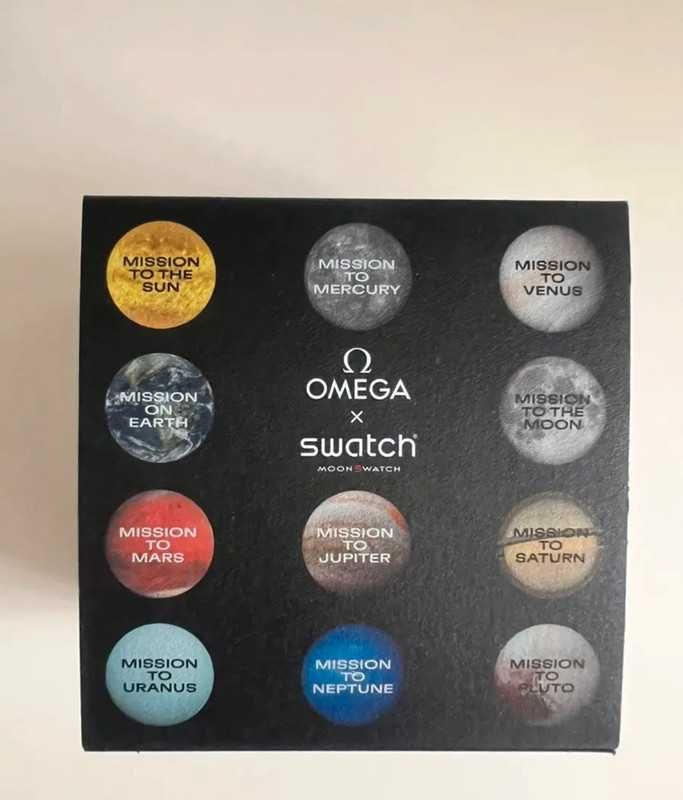 MISSION
TO THE
SUN
MISSION
TO
MERCURY
MISSION
TO
VENUS
MISSION
ON
EARTH
Ω
OMEGA
×
swatch®
MOONSWATCH
MISSION
TO THE
MOON
MISSION
TO
MARS
MISSION
TO
JUPITER
MISSION
TO
SATURN
MISSION
TO
URANUS
MISSION
TO
NEPTUNE
MISSION
TO
PLUTO